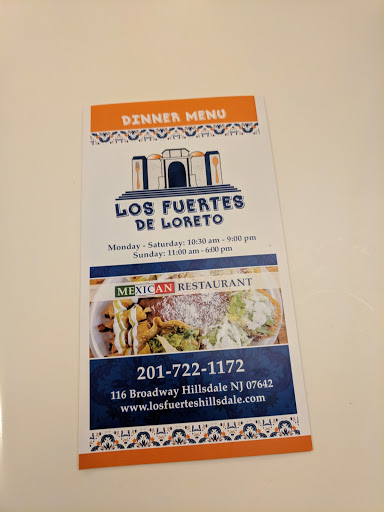 DINNER MENU
LOS FUERTES
DE LORETO
Monday - Saturday: 10:30 am - 9:00 pm
Sunday: 11:00 am - 6:00 pm
MEXICAN RESTAURANT
201-722-1172
116 Broadway Hillsdale NJ 07642
www.losfuerteshillsdale.com